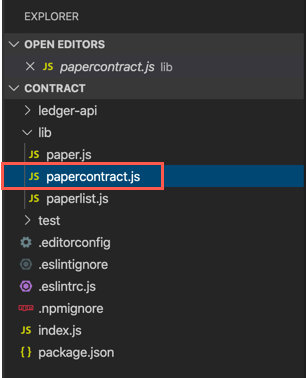 EXPLORER
OPEN EDITORS
JS papercontract.js lib
CONTRACT
ledger-api
lib
JS paper.js
JS papercontract.js
JS paperlist.js
test
.editorconfig
.eslintignore
.eslintrc.js
npm .npmignore
JS index.js
{ } package.json